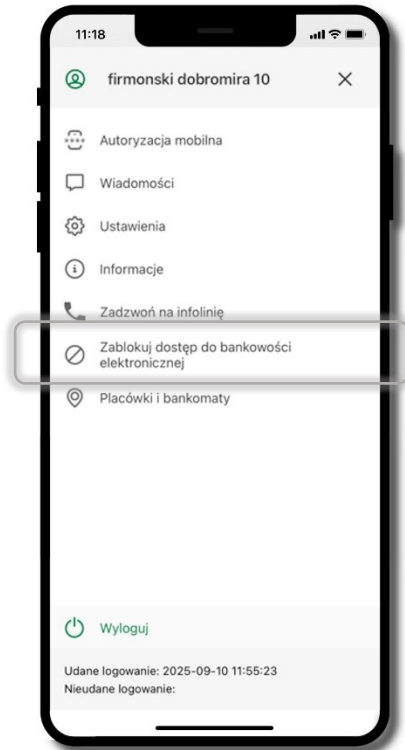 11:18
firmonski dobromira 10
Autoryzacja mobilna
Wiadomości
Ustawienia
Informacje
Zadzwoń na infolinię
Zablokuj dostęp do bankowości
elektronicznej
Placówki i bankomaty
Wyloguj
Udane logowanie: 2025-09-10 11:55:23
Nieudane logowanie: